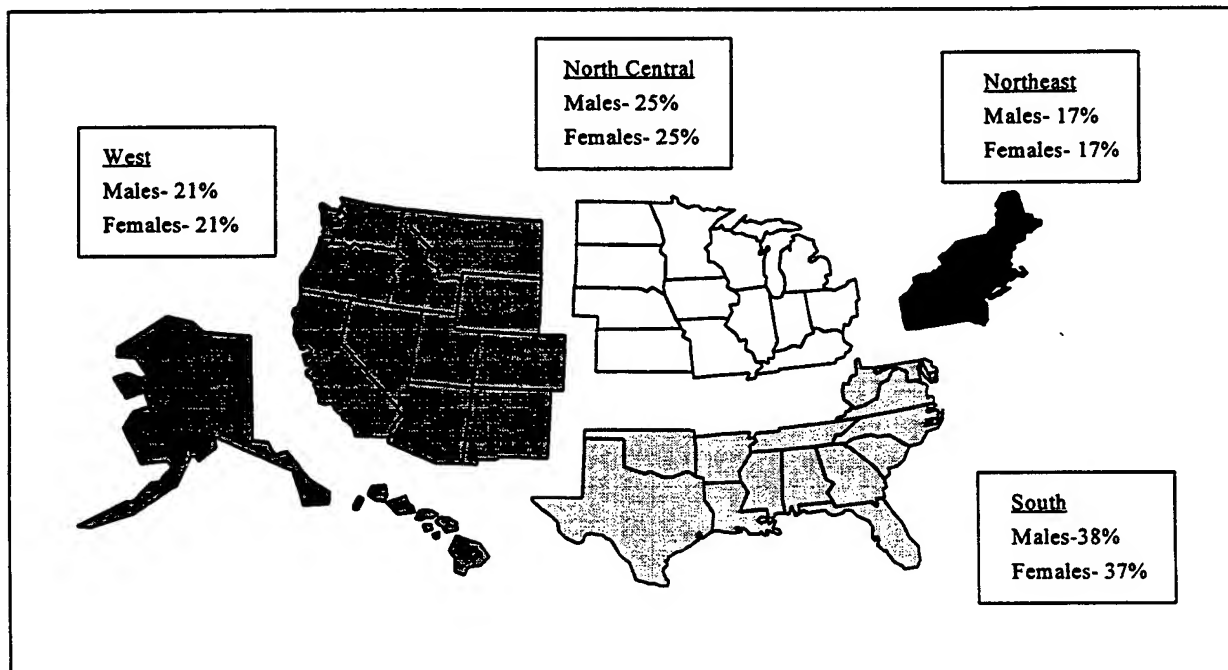 North Central
Males- 25%
Females- 25%
Northeast
Males- 17%
Females- 17%
West
Males- 21%
Females- 21%
South
Males-38%
Females- 37%